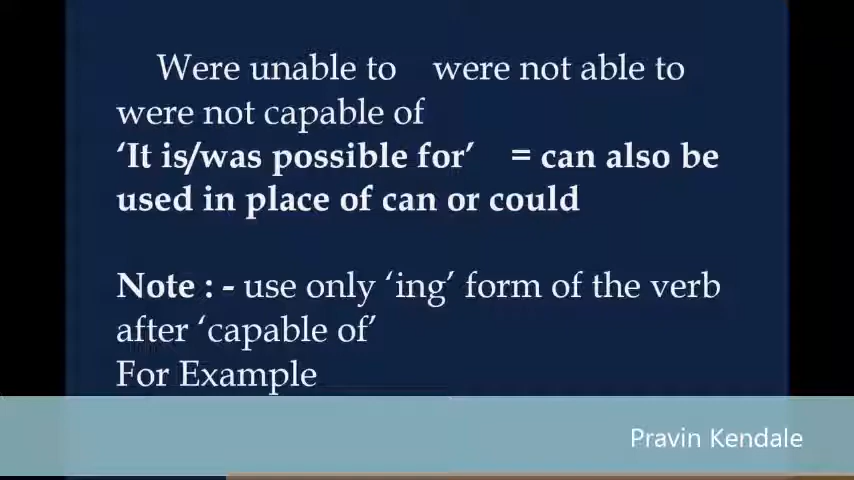 Were unable to were not able to
were not capable of
‘It is/was possible for’ = can also be
used in place of can or could
Note : - use only ‘ing’ form of the verb
after ‘capable of’
For Example
Pravin Kendale